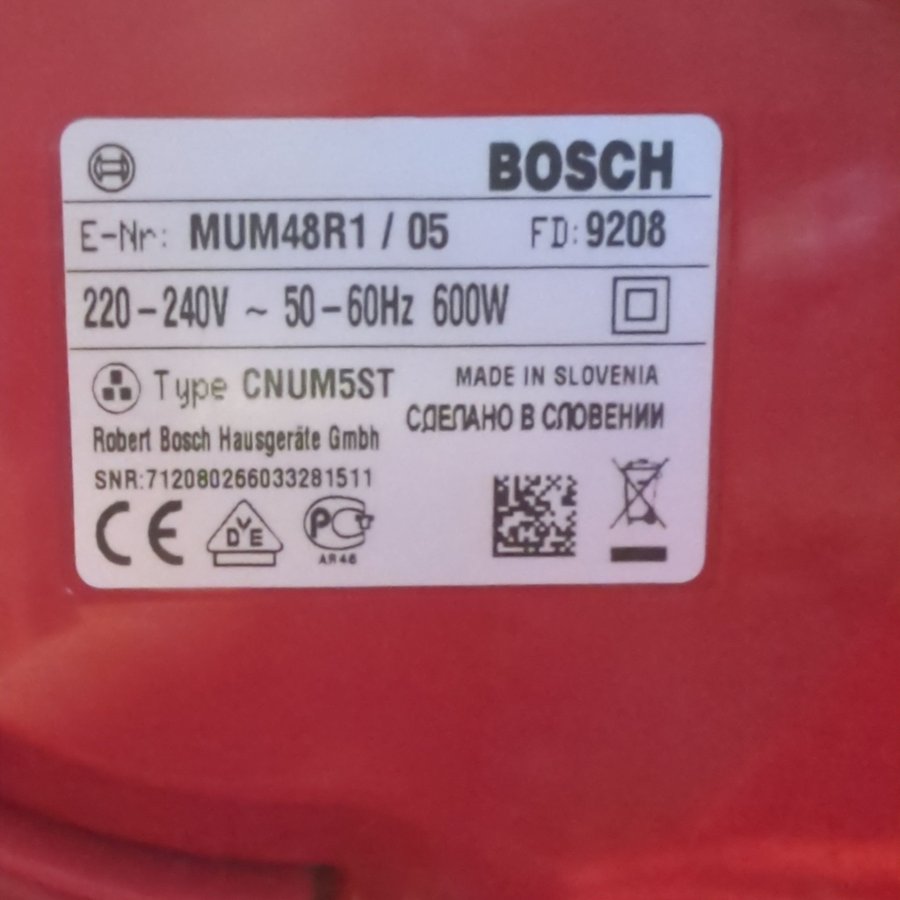 BOSCH
E-Nr: MUM48R1 / 05 FD: 9208
220-240V ~ 50-60Hz 600W
Type CNUM5ST
MADE IN SLOVENIA
СДЕЛАНО В СЛОВЕНИИ
Robert Bosch Hausgeräte Gmbh
SNR:712080266033281511
CE
DVE
PC
AR46